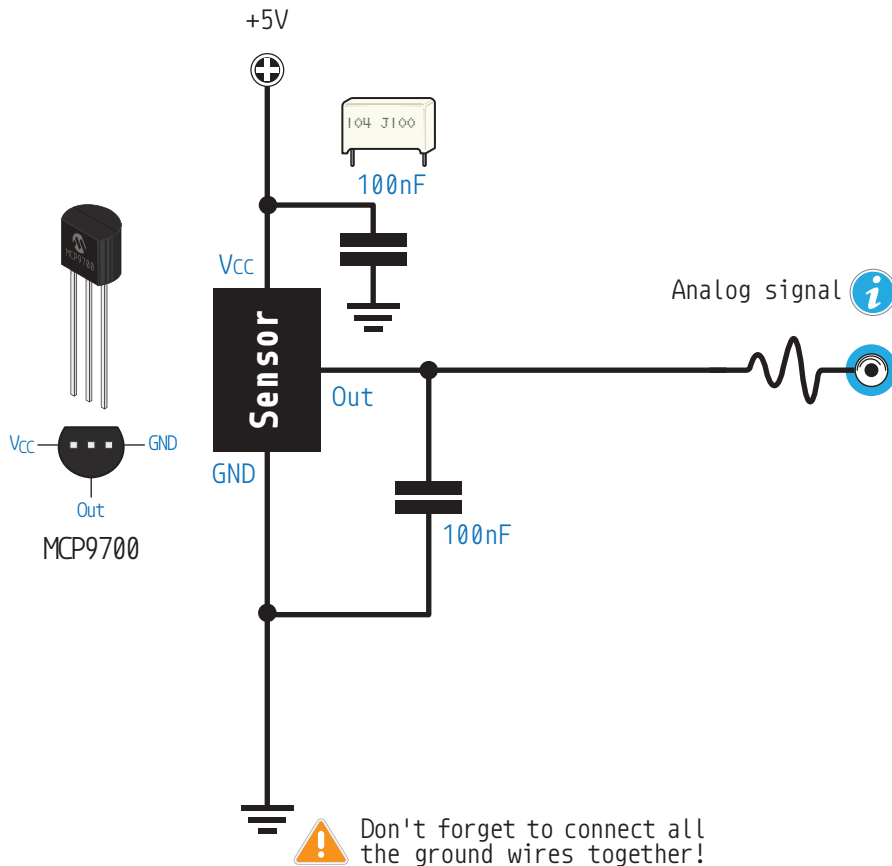 +5V
104 J100
100nF
MCP9700
VCC
Analog signal i
Sensor
Out
VCC
GND
GND
Out
100nF
MCP9700
! Don't forget to connect all
the ground wires together!